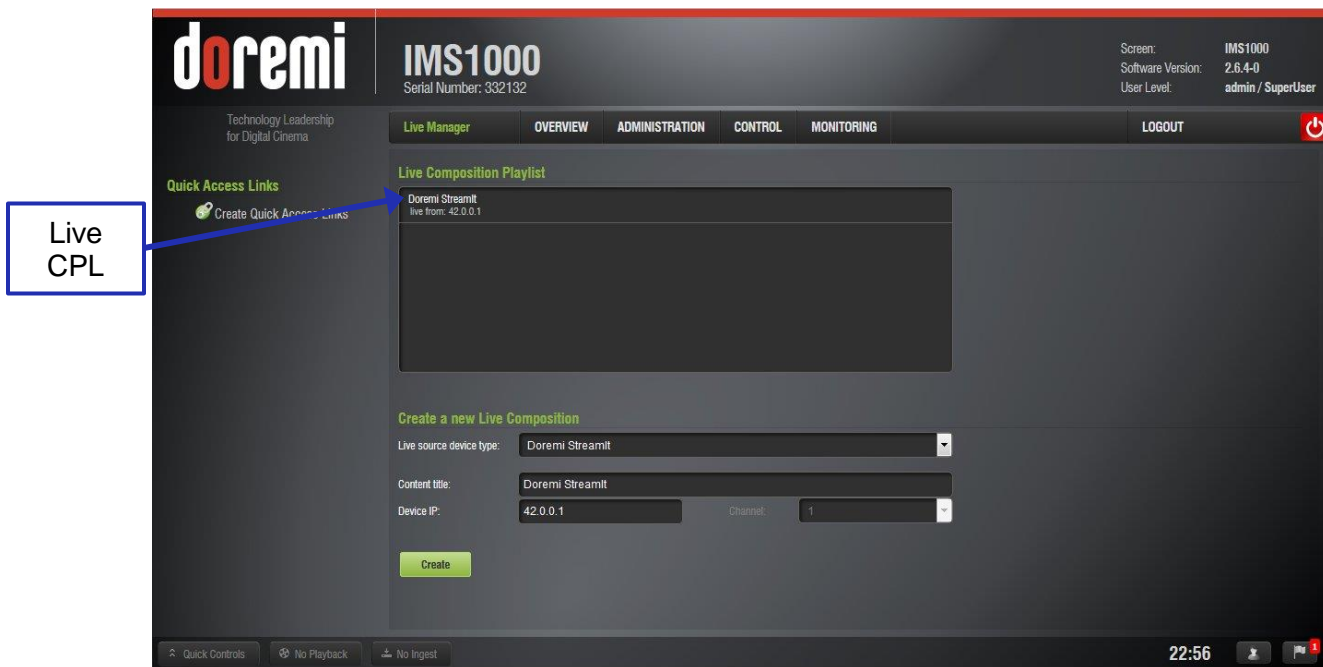 doremi
IMS1000
Serial Number: 332132
Screen: IMS1000
Software Version: 2.6.4-0
User Level: admin / SuperUser
Technology Leadership
for Digital Cinema
Live Manager OVERVIEW ADMINISTRATION CONTROL MONITORING LOGOUT
Quick Access Links
Create Quick Access Links
Live
CPL
Live Composition Playlist
Doremi StreamIt
live from: 42.0.0.1
Create a new Live Composition
Live source device type: Doremi StreamIt
Content title: Doremi StreamIt
Device IP: 42.0.0.1 Channel: 1
Create
Quick Controls No Playback No Ingest 22:56 1